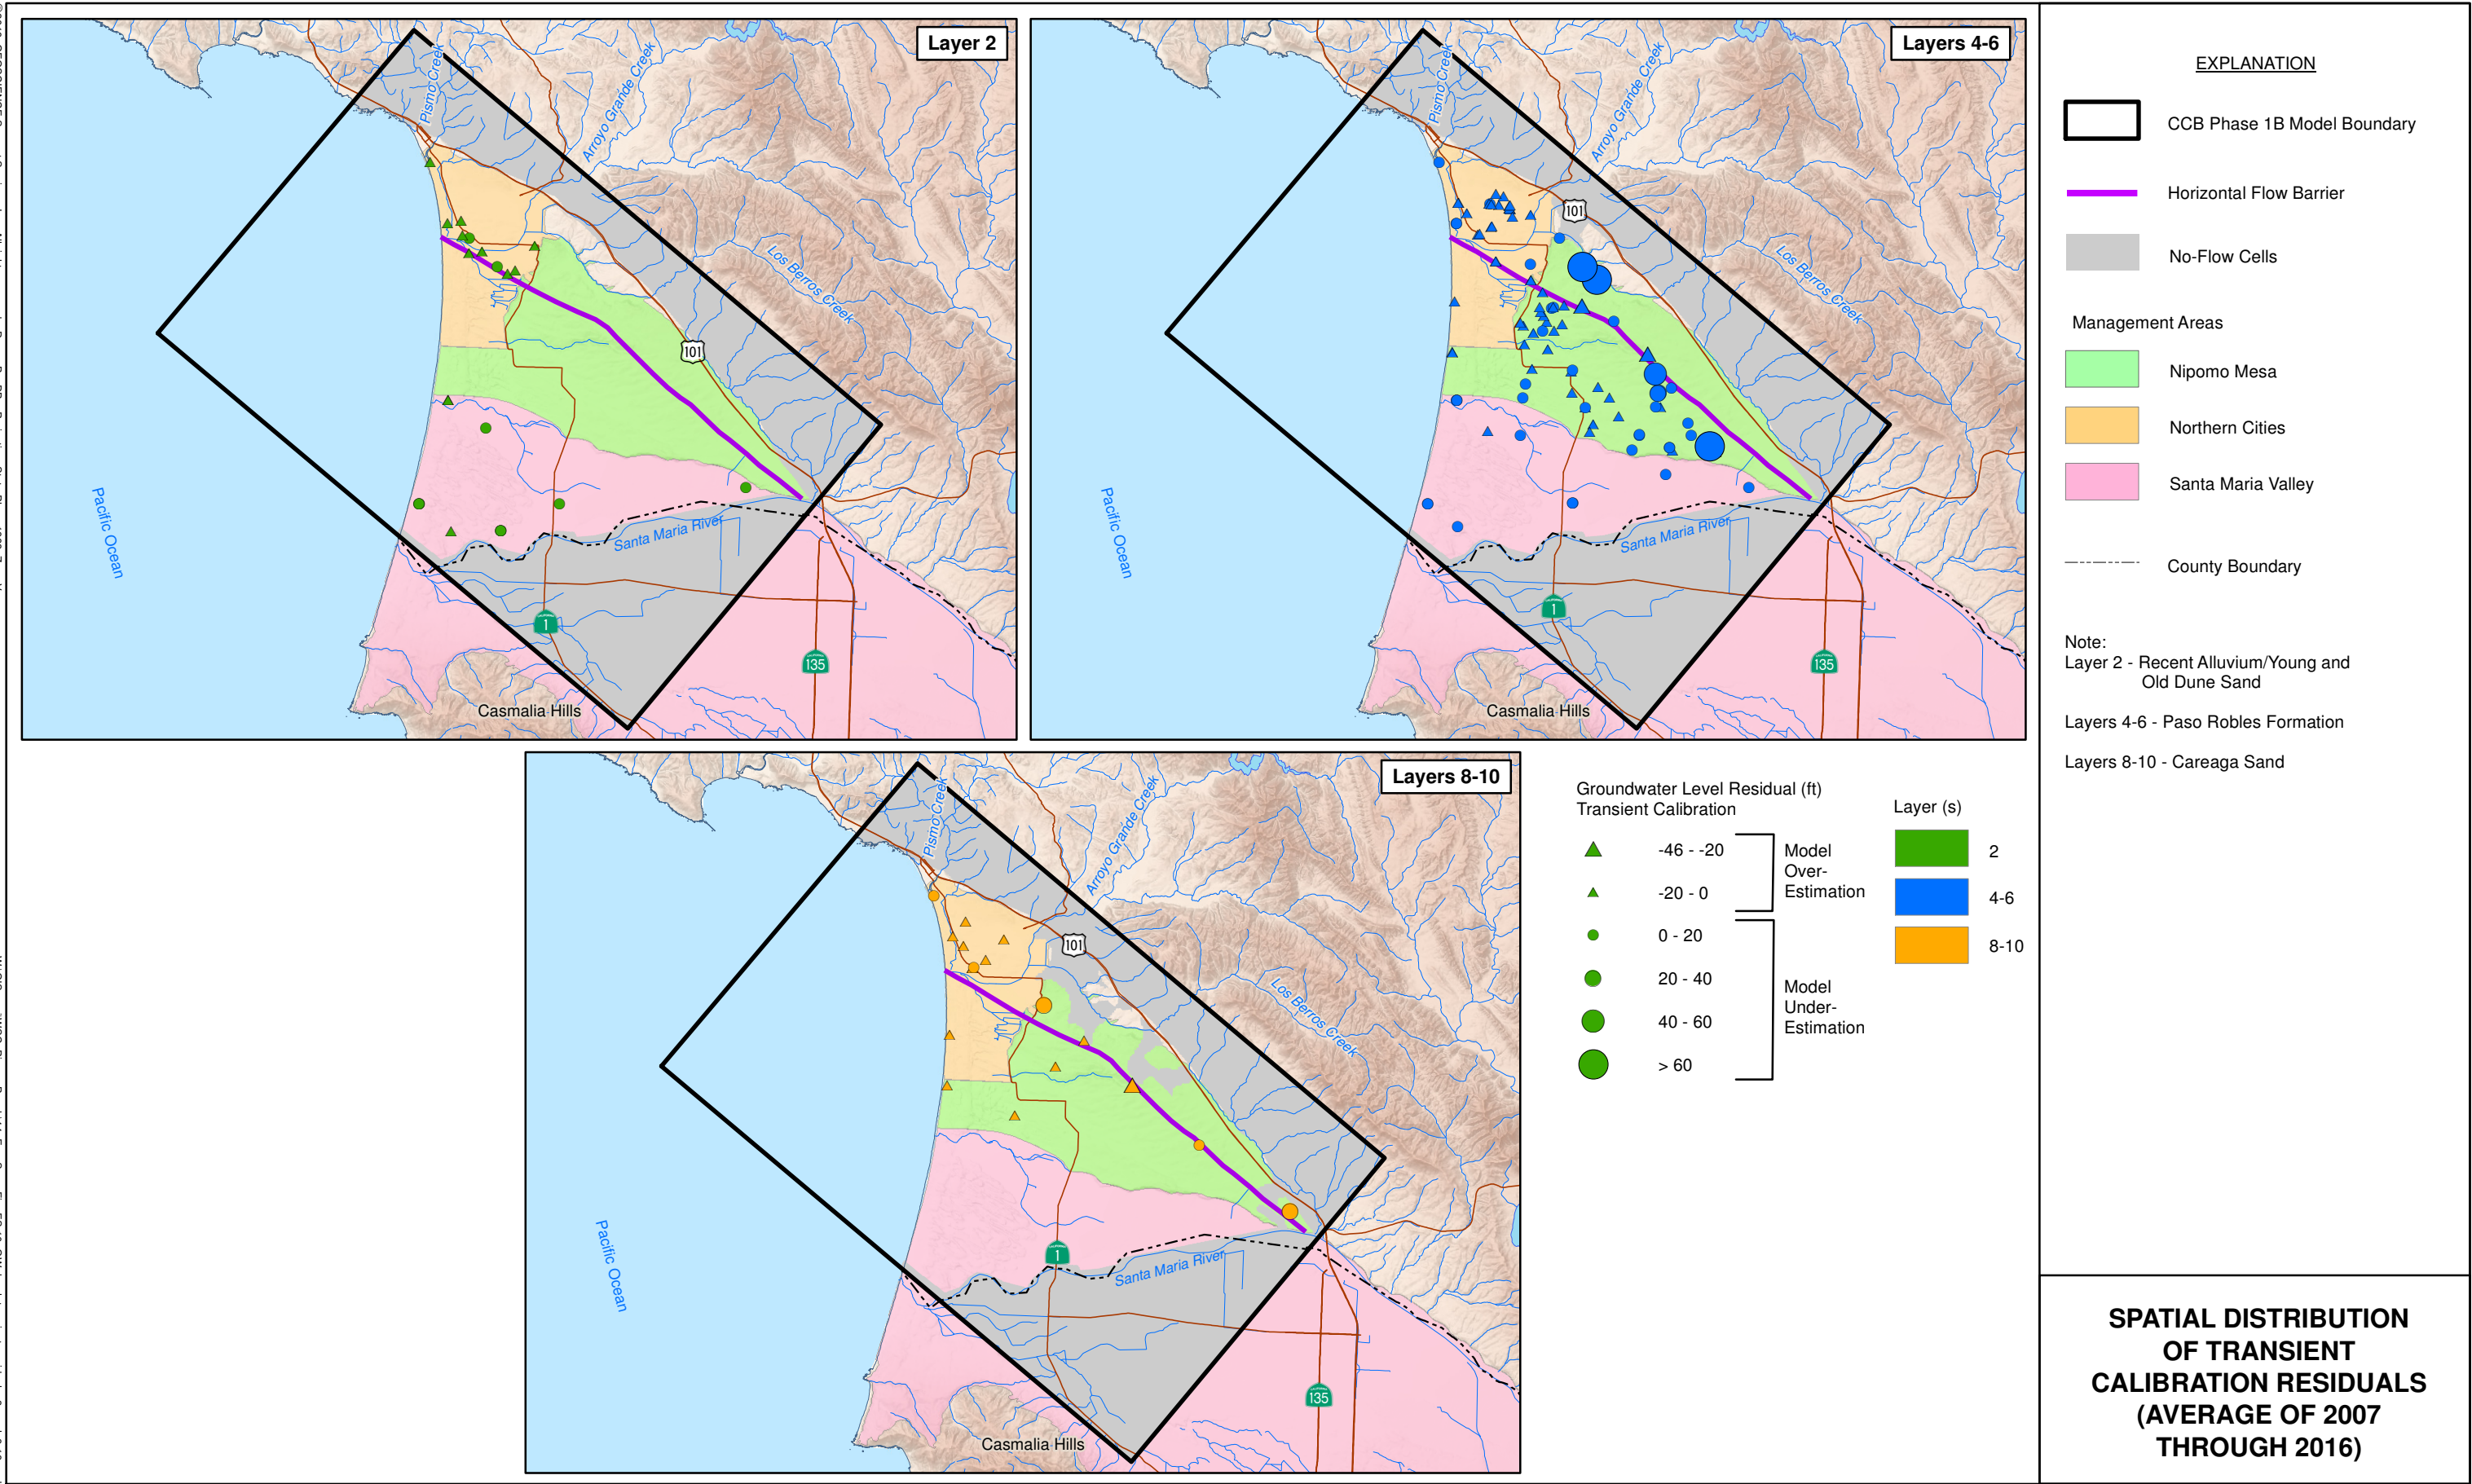 Layer 2
Pismo Creek
Arroyo Grande Creek
Los Berros Creek
101
Pacific Ocean
Santa Maria River
CALIFORNIA
1
CALIFORNIA
135
Casmalia Hills
Layers 4-6
Pismo Creek
Arroyo Grande Creek
101
Los Berros Creek
Pacific Ocean
Santa Maria River
CALIFORNIA
1
CALIFORNIA
135
Casmalia Hills
Layers 8-10
Pismo Creek
Arroyo Grande Creek
101
Los Berros Creek
Pacific Ocean
CALIFORNIA
1
Santa Maria River
CALIFORNIA
135
Casmalia Hills
Groundwater Level Residual (ft)
Transient Calibration
-46 - -20
-20 - 0
0 - 20
20 - 40
40 - 60
> 60
Model
Over-
Estimation
Model
Under-
Estimation
Layer (s)
2
4-6
8-10
EXPLANATION
CCB Phase 1B Model Boundary
Horizontal Flow Barrier
No-Flow Cells
Management Areas
Nipomo Mesa
Northern Cities
Santa Maria Valley
County Boundary
Note:
Layer 2 - Recent Alluvium/Young and
Old Dune Sand
Layers 4-6 - Paso Robles Formation
Layers 8-10 - Careaga Sand
SPATIAL DISTRIBUTION
OF TRANSIENT
CALIBRATION RESIDUALS
(AVERAGE OF 2007
THROUGH 2016)